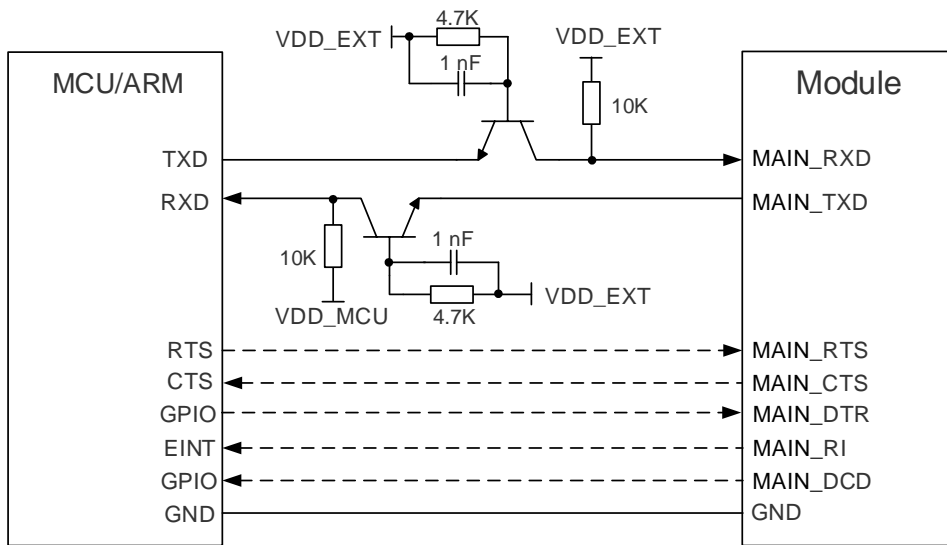 4.7K
VDD_EXT
VDD_EXT
1 nF
MCU/ARM
Module
10K
TXD
MAIN_RXD
RXD
MAIN_TXD
1 nF
10K
VDD_EXT
VDD_MCU
4.7K
RTS
MAIN_RTS
CTS
MAIN_CTS
GPIO
MAIN_DTR
EINT
MAIN_RI
GPIO
MAIN_DCD
GND
GND